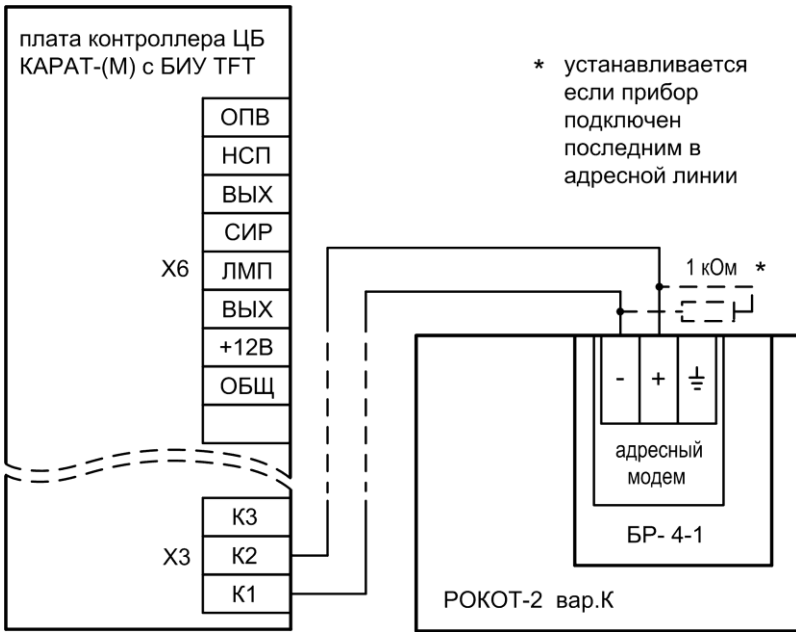 плата контроллера ЦБ
КАРАТ-(М) с БИУ TFT
* устанавливается
если прибор
подключен
последним в
адресной линии
ОПВ
НСП
ВЫХ
СИР
X6
ЛМП
ВЫХ
+12В
ОБЩ
1 кОм *
- +
адресный
модем
БР- 4-1
К3
X3
К2
К1
РОКОТ-2 вар.К